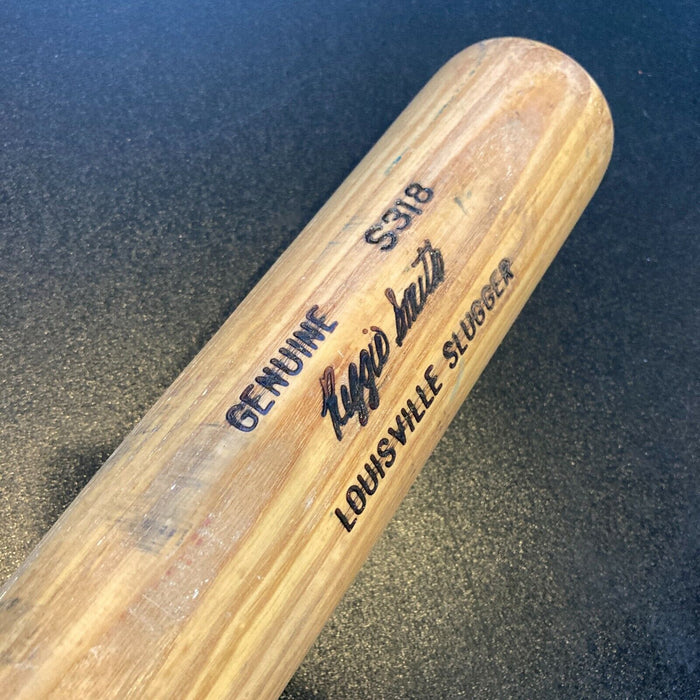 GENUINE S318
Reggie Smith
LOUISVILLE SLUGGER